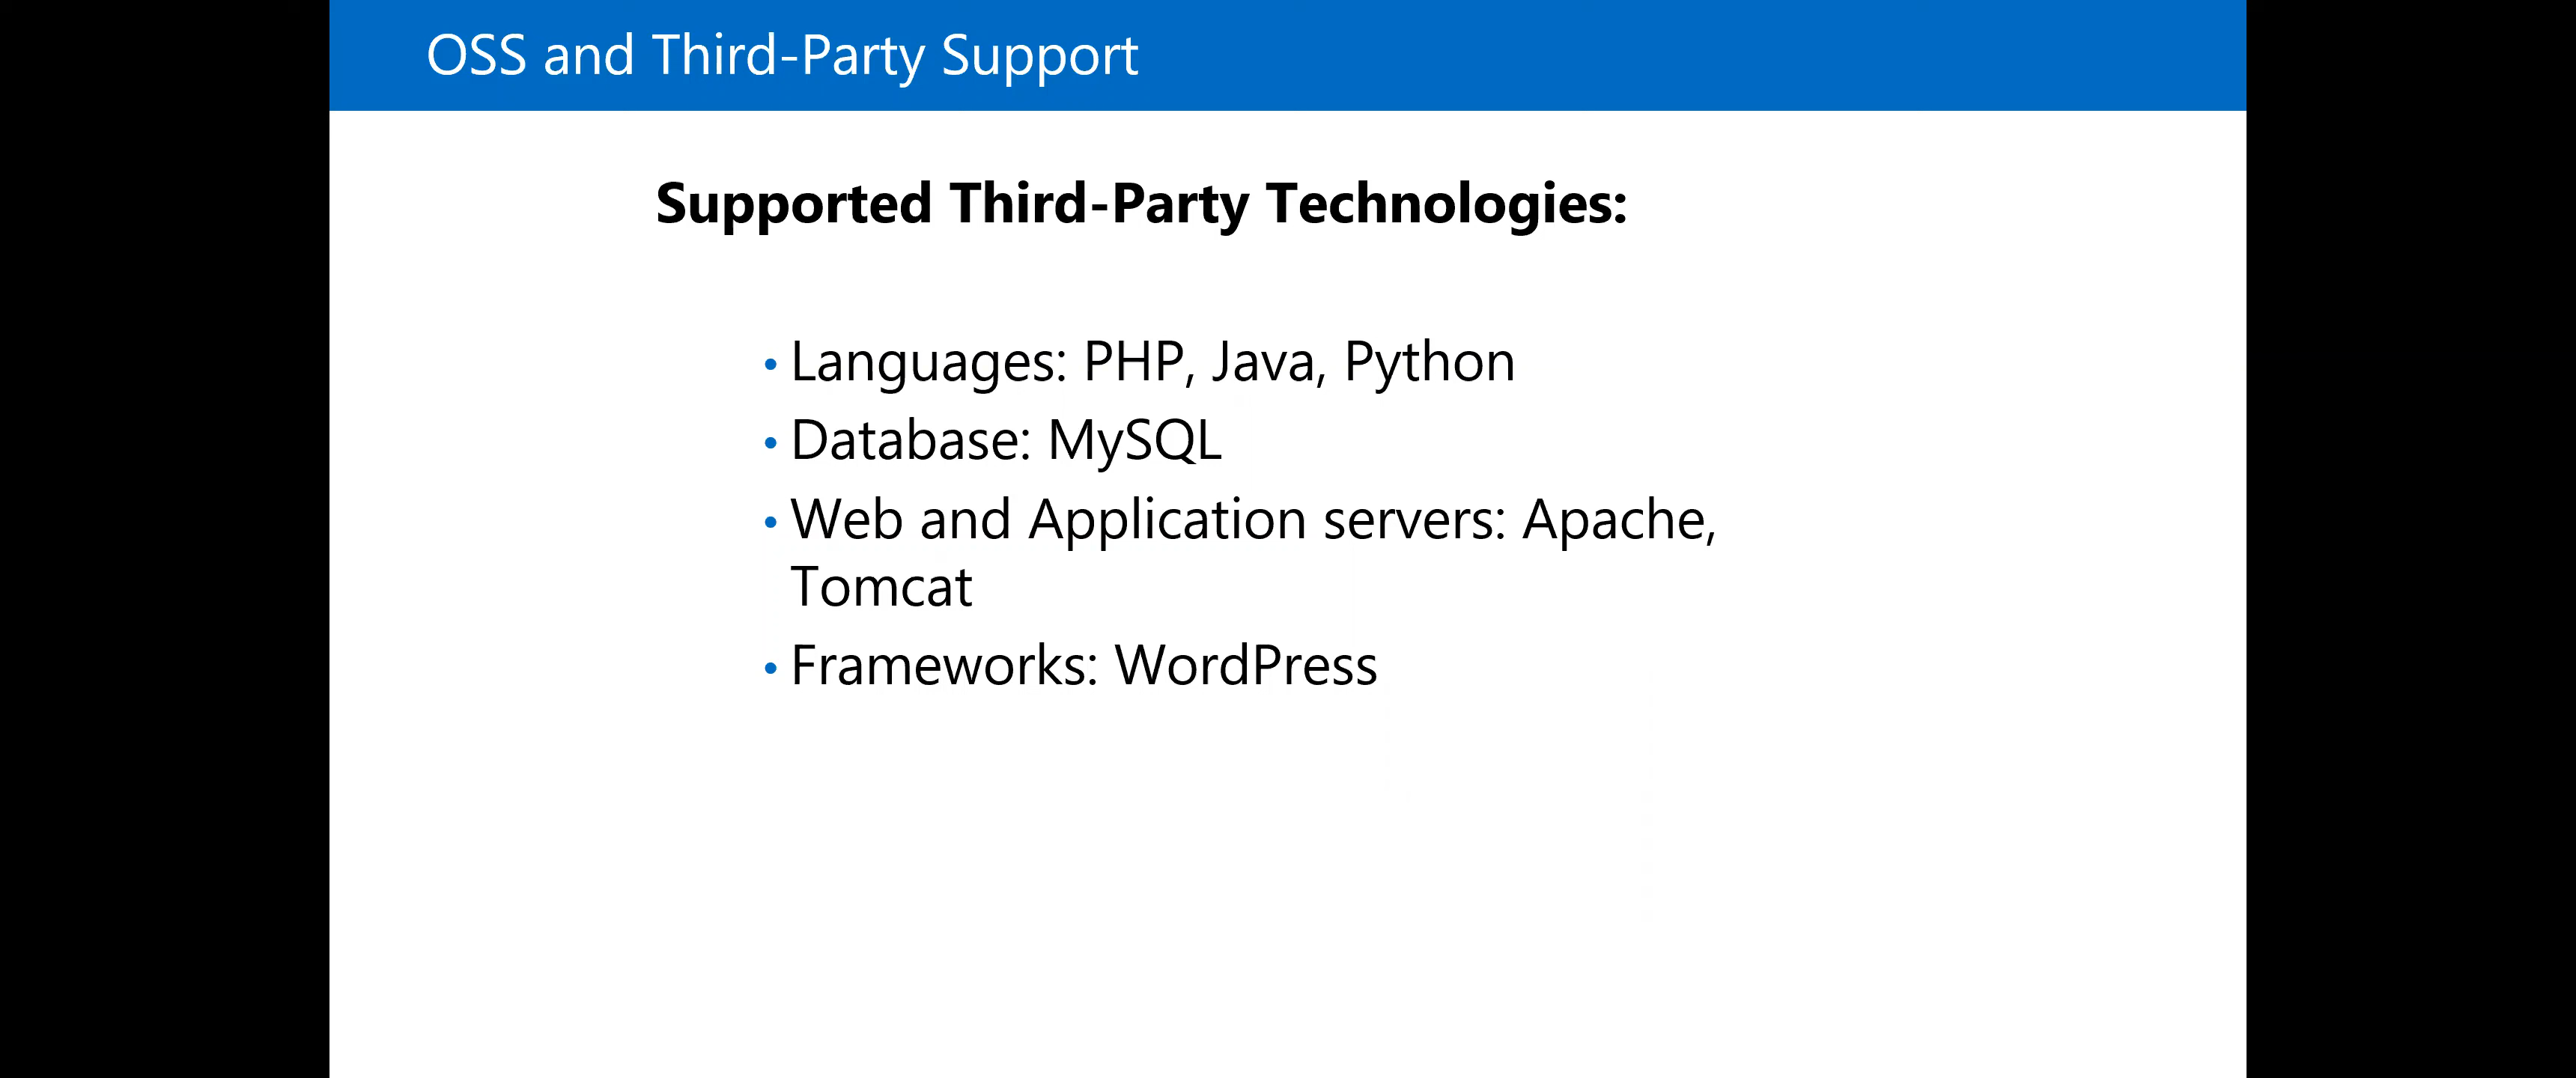 OSS and Third-Party Support
Supported Third-Party Technologies:
• Languages: PHP, Java, Python
• Database: MySQL
• Web and Application servers: Apache,
Tomcat
• Frameworks: WordPress